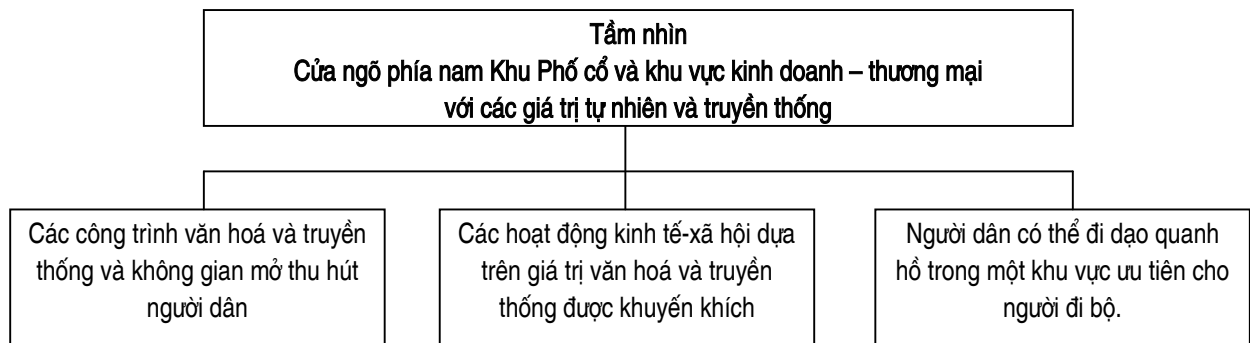 Tầm nhìn
Cửa ngõ phía nam Khu Phố cổ và khu vực kinh doanh – thương mại
với các giá trị tự nhiên và truyền thống
Các công trình văn hoá và truyền
thống và không gian mở thu hút
người dân
Các hoạt động kinh tế-xã hội dựa
trên giá trị văn hoá và truyền
thống được khuyến khích
Người dân có thể đi dạo quanh
hồ trong một khu vực ưu tiên cho
người đi bộ.